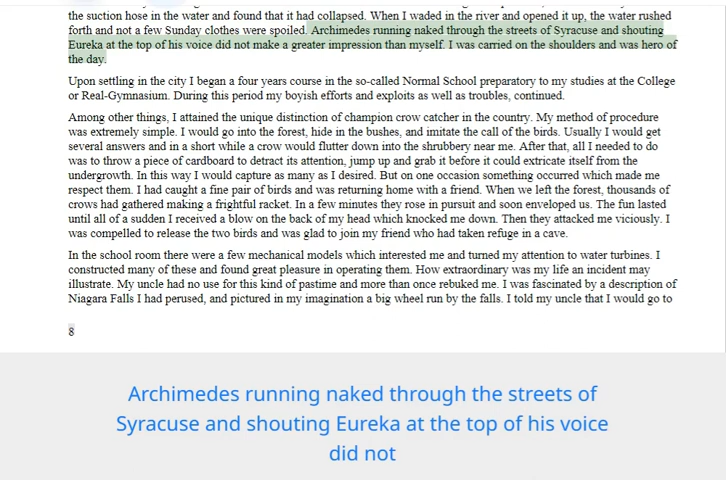 the suction hose in the water and found that it had collapsed. When I waded in the river and opened it up, the water rushed
forth and not a few Sunday clothes were spoiled. Archimedes running naked through the streets of Syracuse and shouting
Eureka at the top of his voice did not make a greater impression than myself. I was carried on the shoulders and was hero of
the day.
Upon settling in the city I began a four years course in the so-called Normal School preparatory to my studies at the College
or Real-Gymnasium. During this period my boyish efforts and exploits as well as troubles, continued.
Among other things, I attained the unique distinction of champion crow catcher in the country. My method of procedure
was extremely simple. I would go into the forest, hide in the bushes, and imitate the call of the birds. Usually I would get
several answers and in a short while a crow would flutter down into the shrubbery near me. After that, all I needed to do
was to throw a piece of cardboard to detract its attention, jump up and grab it before it could extricate itself from the
undergrowth. In this way I would capture as many as I desired. But on one occasion something occurred which made me
respect them. I had caught a fine pair of birds and was returning home with a friend. When we left the forest, thousands of
crows had gathered making a frightful racket. In a few minutes they rose in pursuit and soon enveloped us. The fun lasted
until all of a sudden I received a blow on the back of my head which knocked me down. Then they attacked me viciously. I
was compelled to release the two birds and was glad to join my friend who had taken refuge in a cave.
In the school room there were a few mechanical models which interested me and turned my attention to water turbines. I
constructed many of these and found great pleasure in operating them. How extraordinary was my life an incident may
illustrate. My uncle had no use for this kind of pastime and more than once rebuked me. I was fascinated by a description of
Niagara Falls I had perused, and pictured in my imagination a big wheel run by the falls. I told my uncle that I would go to
8
Archimedes running naked through the streets of
Syracuse and shouting Eureka at the top of his voice
did not